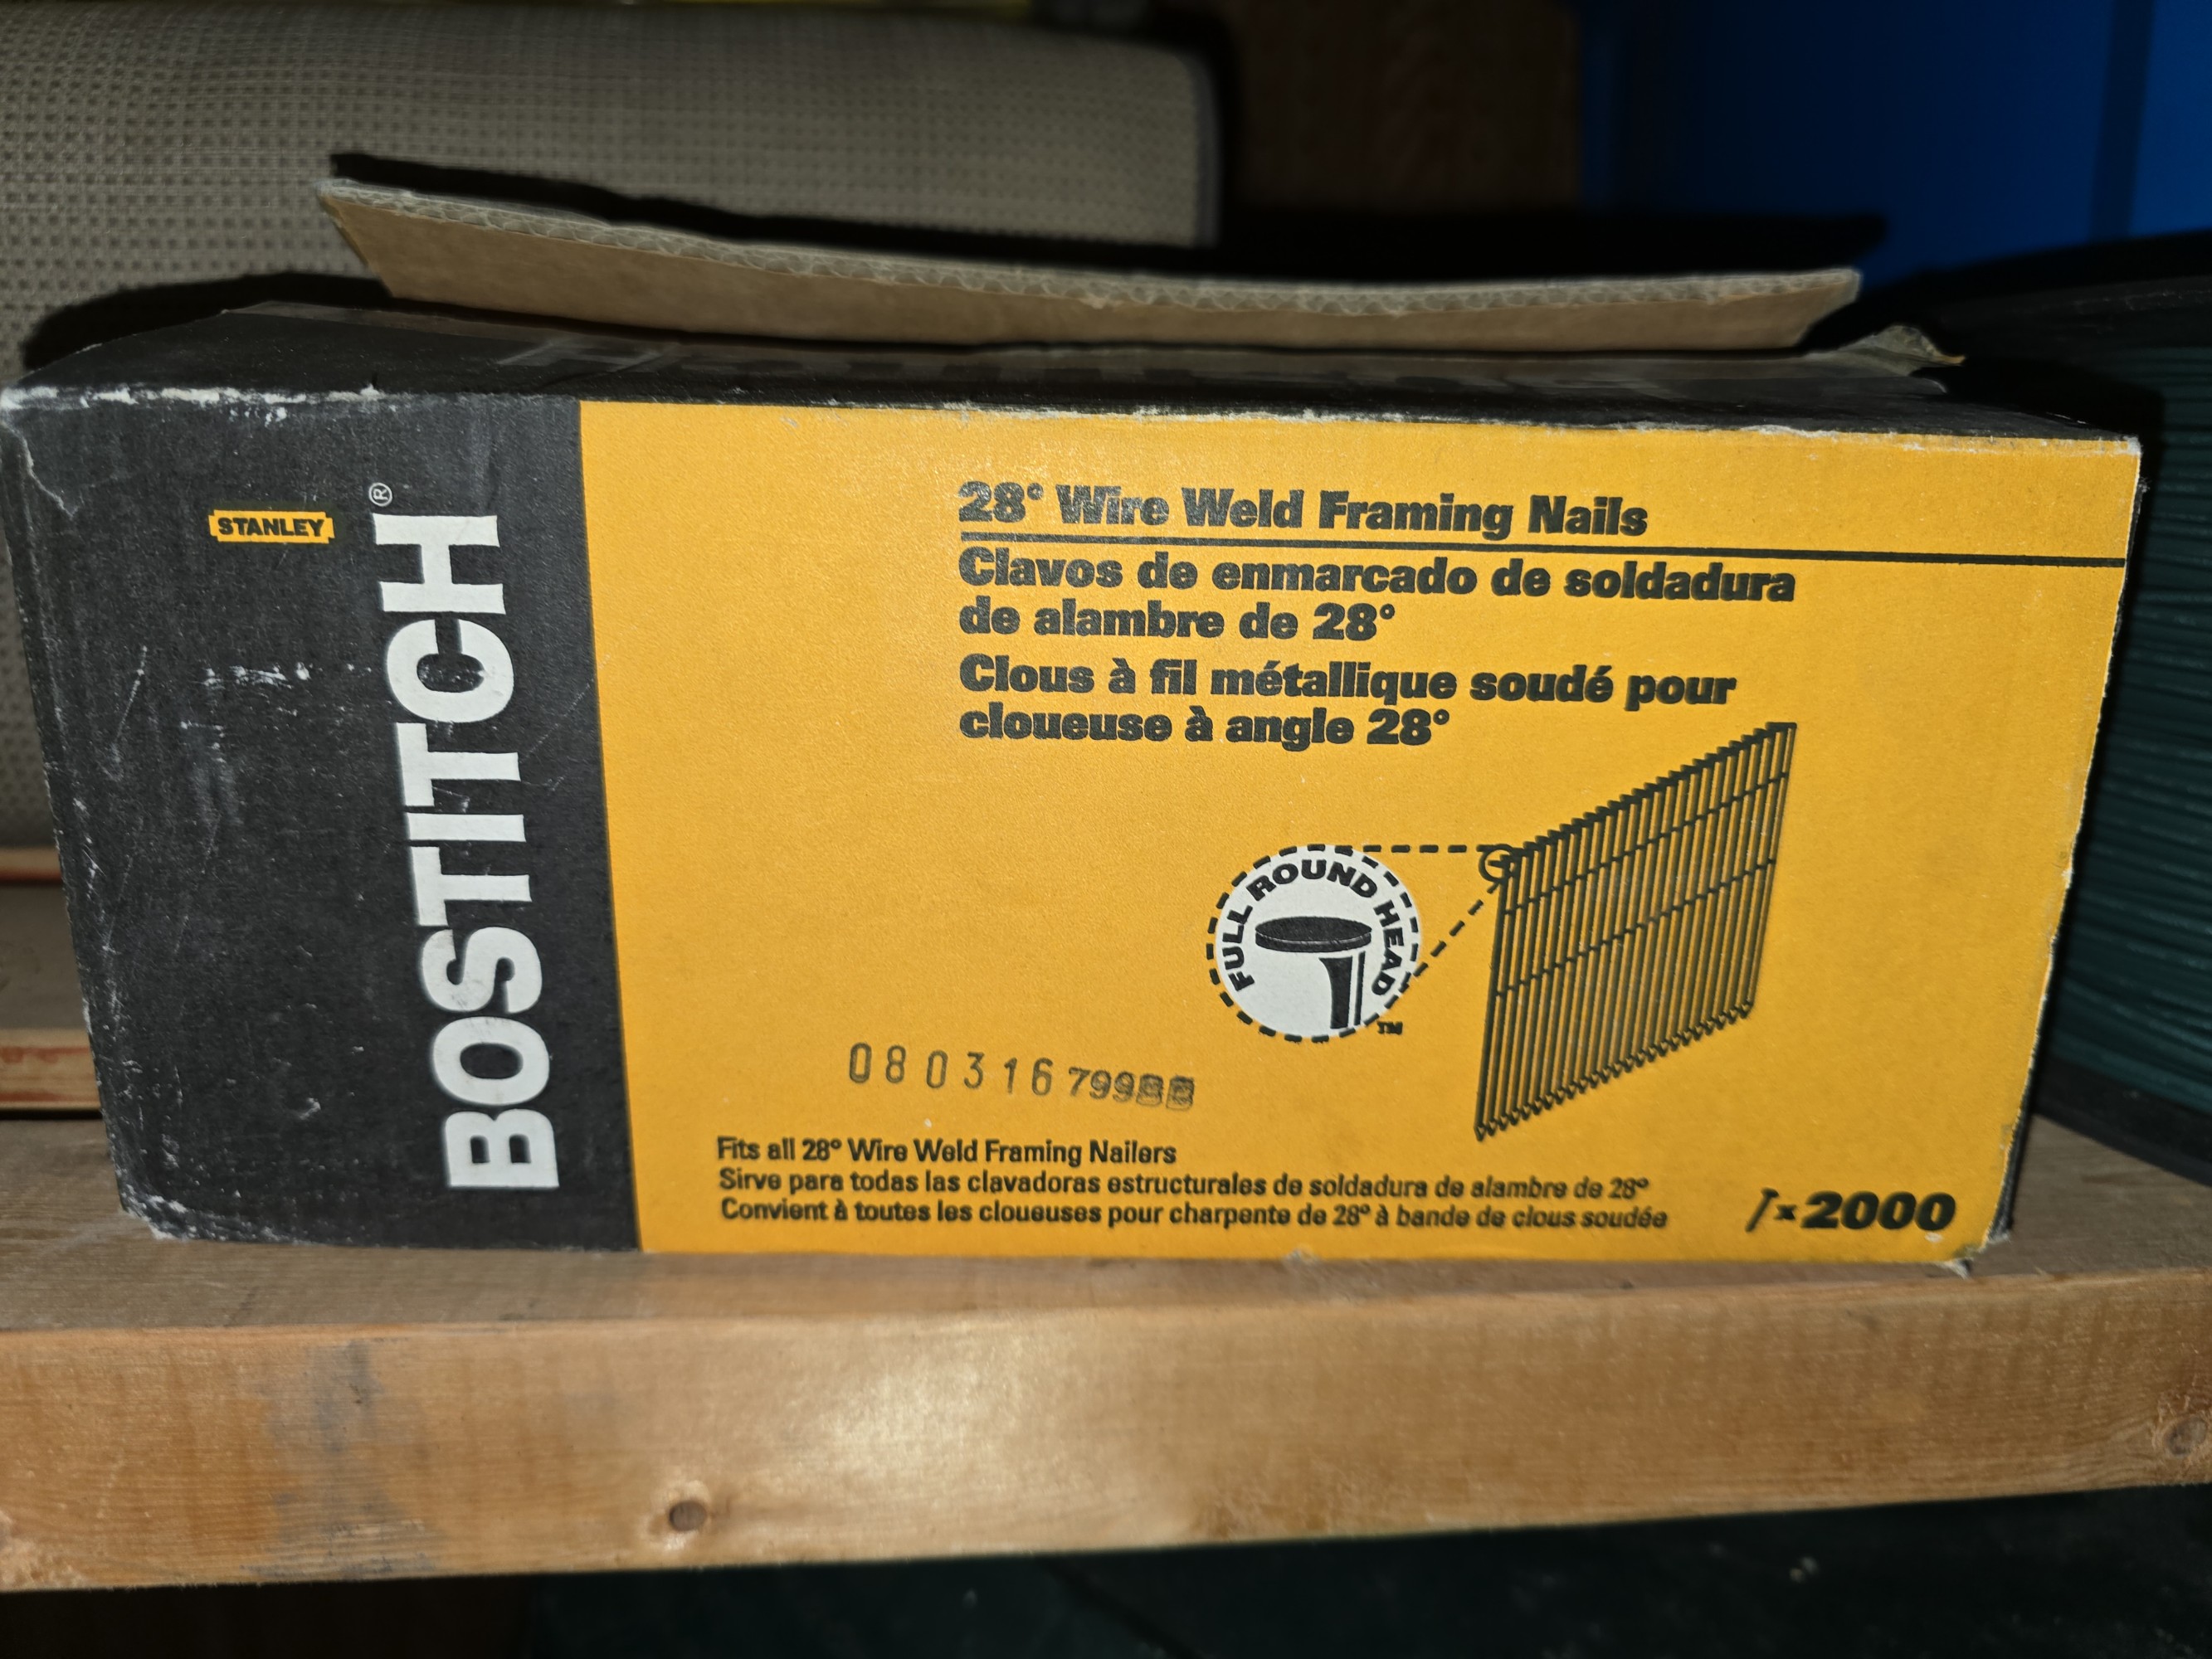 STANLEY
BOSTITCH®
28° Wire Weld Framing Nails
Clavos de enmarcado de soldadura
de alambre de 28°
Clous à fil métallique soudé pour
cloueuse à angle 28°
FULL ROUND HEAD
TM
080316 799
Fits all 28° Wire Weld Framing Nailers
Sirve para todas las clavadoras estructurales de soldadura de alambre de 28°
Convient à toutes les cloueuses pour charpente de 28° à bande de clous soudée
x 2000